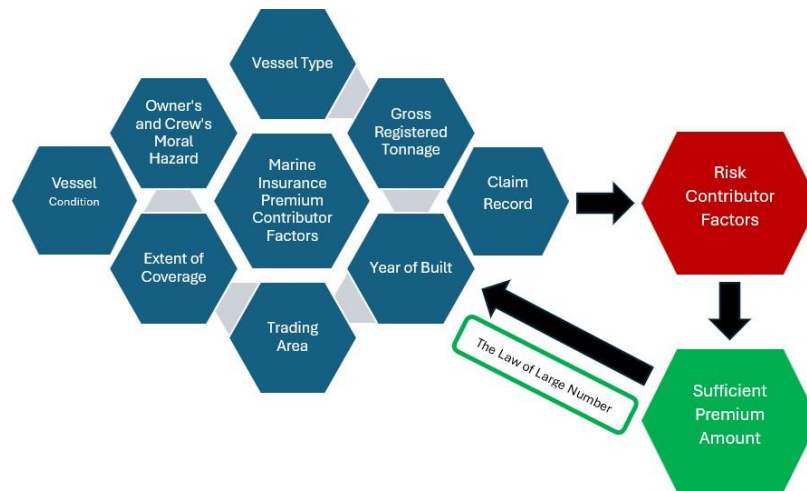 Vessel Type
Owner's
and Crew's
Moral
Hazard
Gross
Registered
Tonnage
Vessel
Condition
Marine
Insurance
Premium
Contributor
Factors
Claim
Record
Risk
Contributor
Factors
Extent of
Coverage
Year of Built
Trading
Area
The Law of Large Number
Sufficient
Premium
Amount